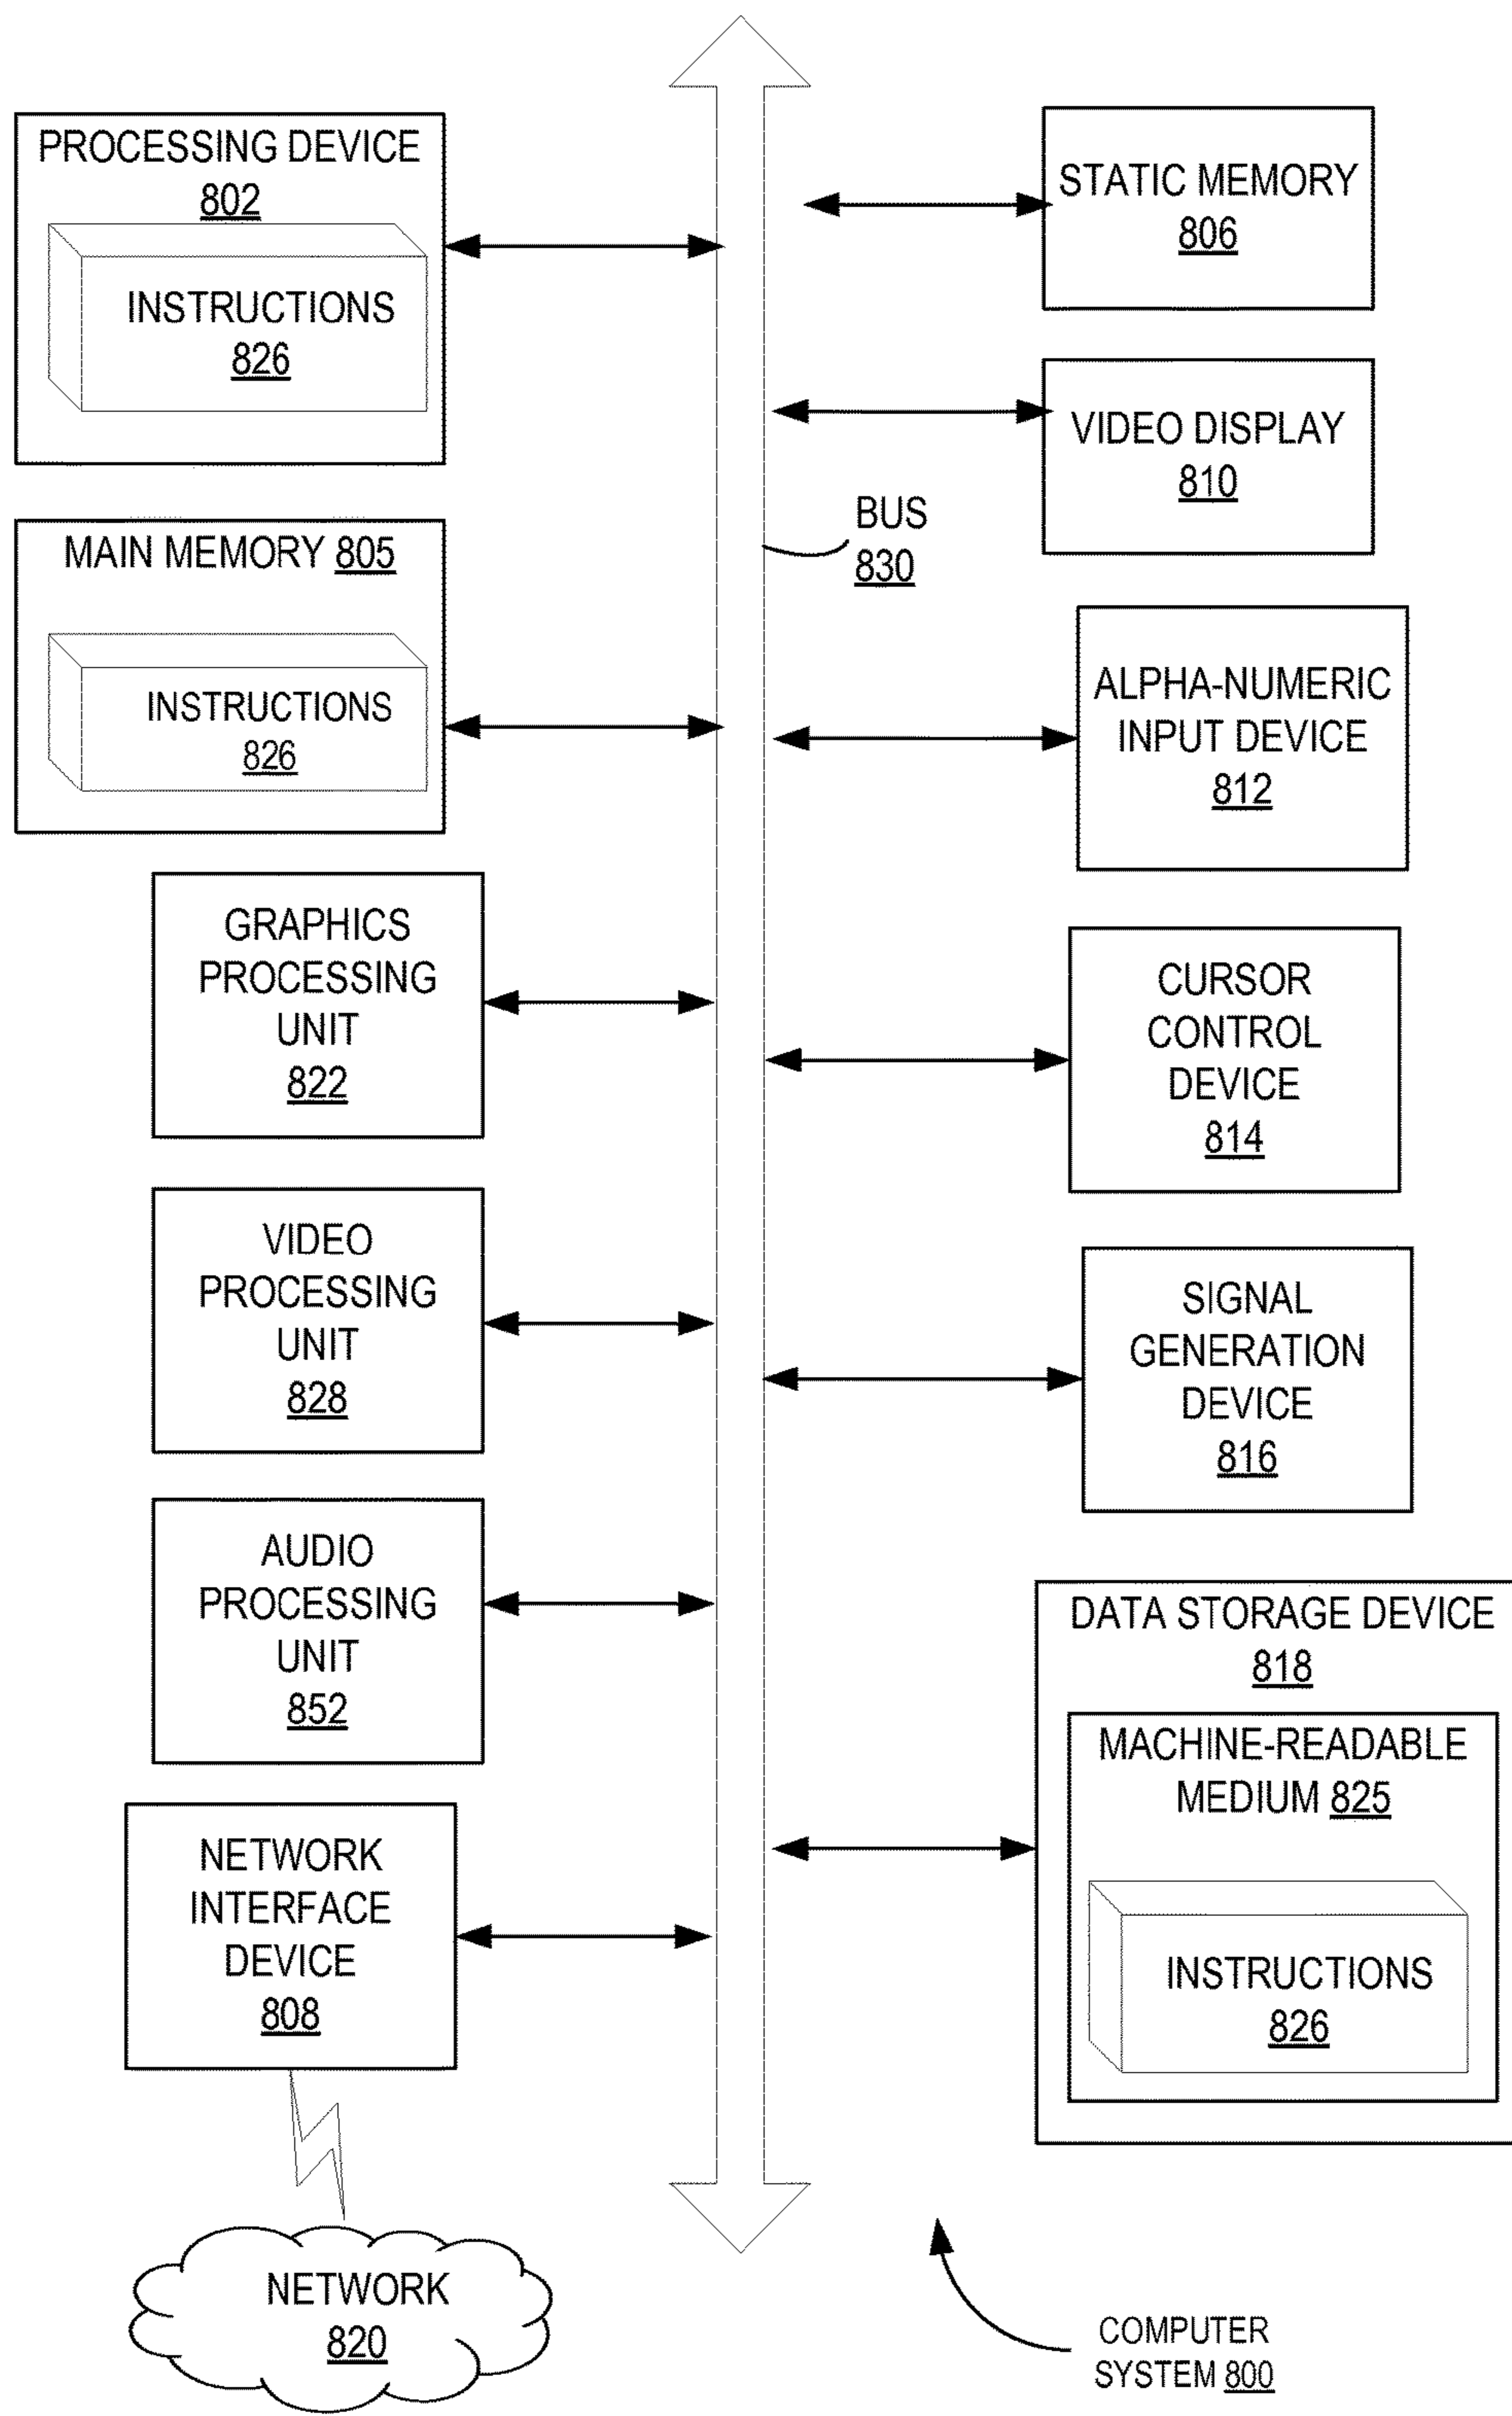 PROCESSING DEVICE
802
INSTRUCTIONS
826
MAIN MEMORY 805
INSTRUCTIONS
826
GRAPHICS
PROCESSING
UNIT
822
VIDEO
PROCESSING
UNIT
828
AUDIO
PROCESSING
UNIT
852
NETWORK
INTERFACE
DEVICE
808
NETWORK
820
BUS
830
STATIC MEMORY
806
VIDEO DISPLAY
810
ALPHA-NUMERIC
INPUT DEVICE
812
CURSOR
CONTROL
DEVICE
814
SIGNAL
GENERATION
DEVICE
816
DATA STORAGE DEVICE
818
MACHINE-READABLE
MEDIUM 825
INSTRUCTIONS
826
COMPUTER
SYSTEM 800